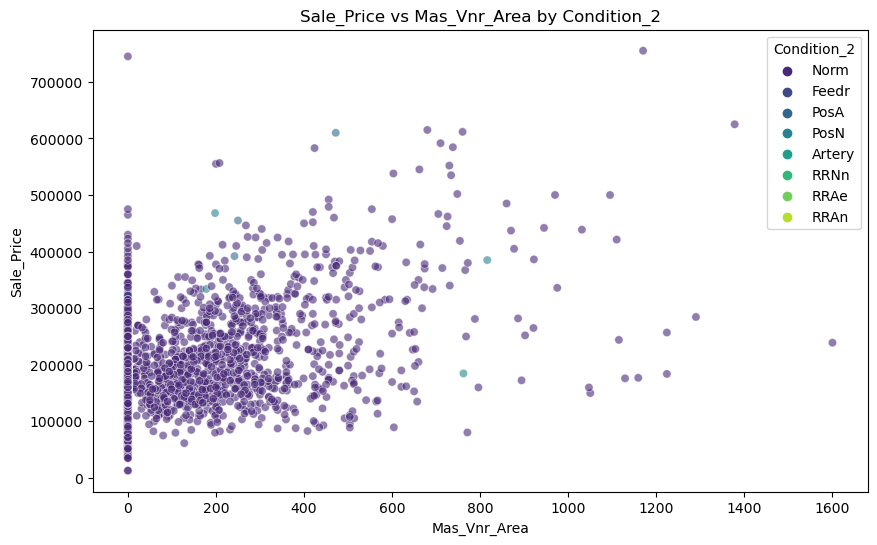 Sale_Price vs Mas_Vnr_Area by Condition_2
Condition_2
Norm
Feedr
PosA
PosN
Artery
RRNn
RRAe
RRAn
Sale_Price
700000
600000
500000
400000
300000
200000
100000
0
0 200 400 600 800 1000 1200 1400 1600
Mas_Vnr_Area